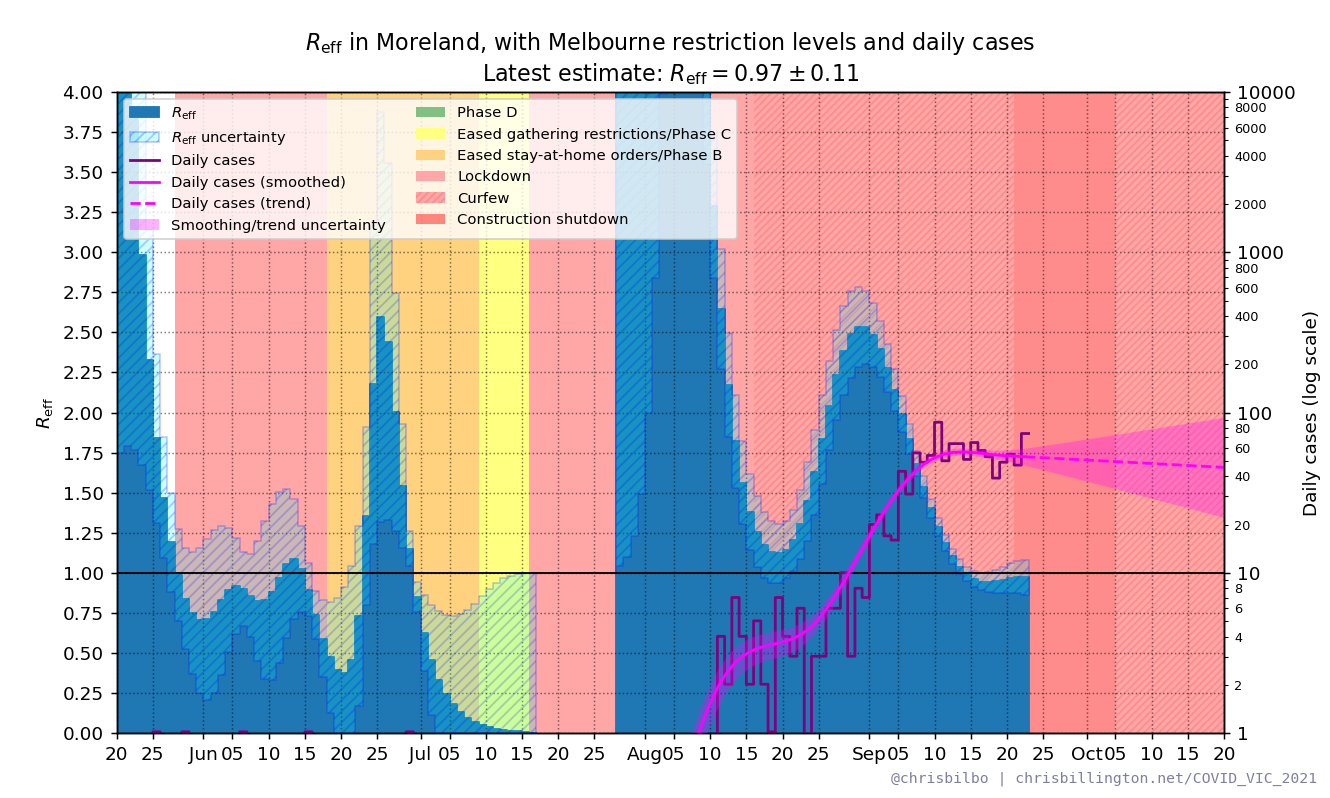 Reff in Moreland, with Melbourne restriction levels and daily cases
Latest estimate: Reff = 0.97 ± 0.11
Reff
Reff uncertainty
Daily cases
Daily cases (smoothed)
Daily cases (trend)
Smoothing/trend uncertainty
Phase D
Eased gathering restrictions/Phase C
Eased stay-at-home orders/Phase B
Lockdown
Curfew
Construction shutdown
Reff
4.00
3.75
3.50
3.25
3.00
2.75
2.50
2.25
2.00
1.75
1.50
1.25
1.00
0.75
0.50
0.25
0.00
20 25 Jun 05 10 15 20 25 Jul 05 10 15 20 25 Aug 05 10 15 20 25 Sep 05 10 15 20 25 Oct 05 10 15 20
10000
8000
6000
4000
2000
1000
800
600
400
200
100
80
60
40
20
10
8
6
4
2
1
Daily cases (log scale)
@chrisbilbo | chrisbillington.net/COVID_VIC_2021